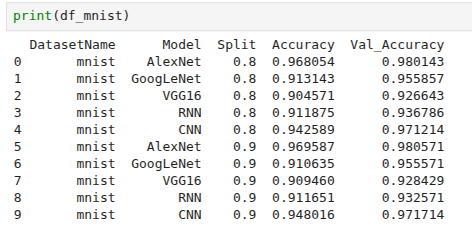 print(df_mnist)
DatasetName Model Split Accuracy Val_Accuracy
0 mnist AlexNet 0.8 0.968054 0.980143
1 mnist GoogLeNet 0.8 0.913143 0.955857
2 mnist VGG16 0.8 0.904571 0.926643
3 mnist RNN 0.8 0.911875 0.936786
4 mnist CNN 0.8 0.942589 0.971214
5 mnist AlexNet 0.9 0.969587 0.980571
6 mnist GoogLeNet 0.9 0.910635 0.955571
7 mnist VGG16 0.9 0.909460 0.928429
8 mnist RNN 0.9 0.911651 0.932571
9 mnist CNN 0.9 0.948016 0.971714